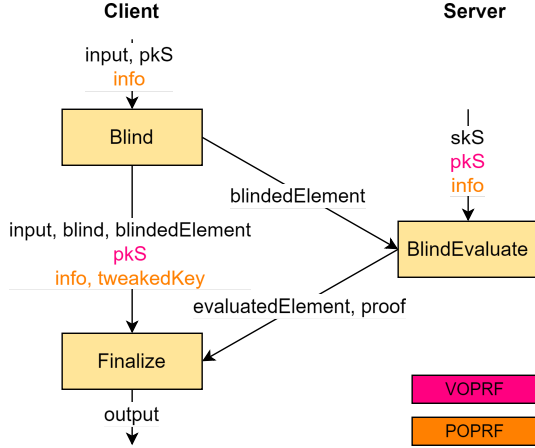 Client
Server
input, pkS
info
Blind
skS
pkS
info
blindedElement
input, blind, blindedElement
pkS
info, tweakedKey
BlindEvaluate
evaluatedElement, proof
Finalize
VOPRF
output
POPRF